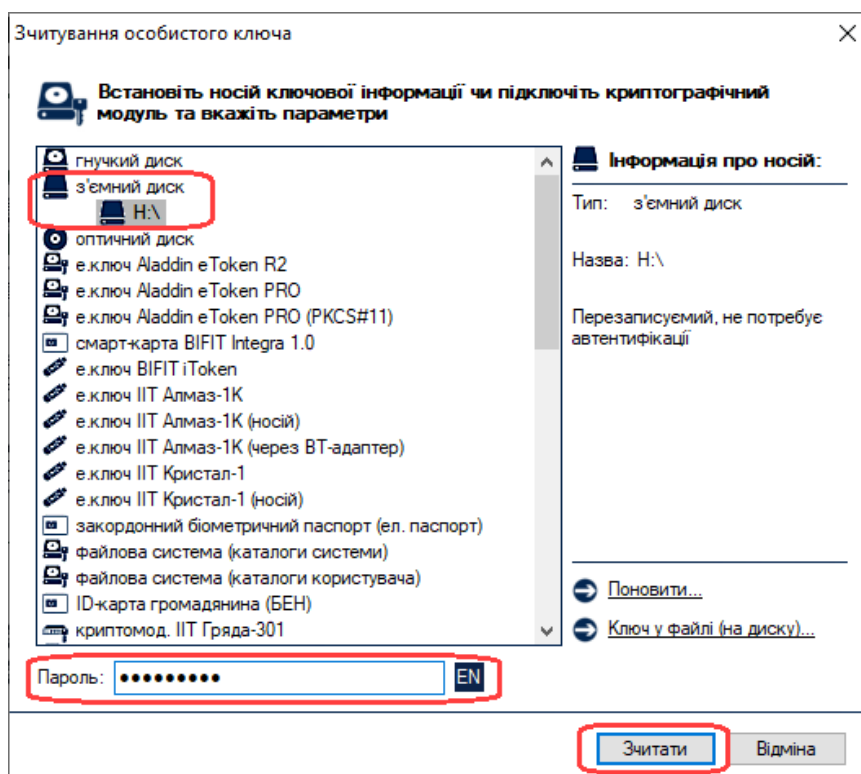 Зчитування особистого ключа
Встановіть носій ключової інформації чи підключіть криптографічний
модуль та вкажіть параметри
гнучкий диск
з'ємний диск
H:\
оптичний диск
е.ключ Aladdin eToken R2
е.ключ Aladdin eToken PRO
е.ключ Aladdin eToken PRO (PKCS#11)
смарт-карта BIFIT Integra 1.0
е.ключ BIFIT iToken
е.ключ ІІТ Алмаз-1К
е.ключ ІІТ Алмаз-1К (носій)
е.ключ ІІТ Алмаз-1К (через BT-адаптер)
е.ключ ІІТ Кристал-1
е.ключ ІІТ Кристал-1 (носій)
закордонний біометричний паспорт (ел. паспорт)
файлова система (каталоги системи)
файлова система (каталоги користувача)
ID-карта громадянина (БЕН)
криптомод. ІІТ Гряда-301
Інформація про носій:
Тип: з'ємний диск
Назва: H:\
Перезаписуємий, не потребує
автентифікації
Поновити...
Ключ у файлі (на диску)...
Пароль: ●●●●●●●●● EN
Зчитати Відміна